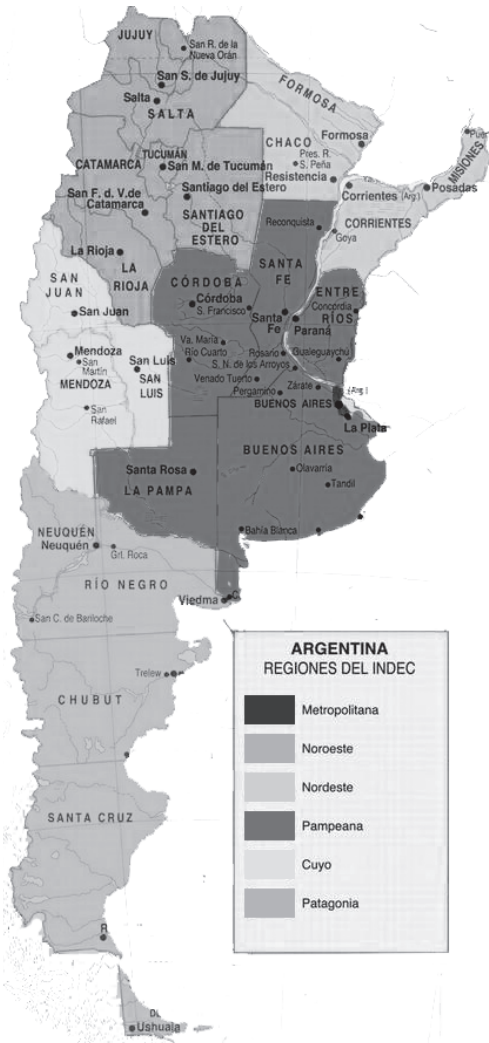 JUJUY
San R. de la
Nueva Orán
San S. de Jujuy
Salta
SALTA
FORMOSA
CHACO
Formosa
Pres. R.
S. Peña
Resistencia
MISIONES
Posadas
Corrientes (Arg.)
CORRIENTES
Goya
CATAMARCA
TUCUMÁN
San M. de Tucumán
San F. d. V. de
Catamarca
Santiago del Estero
SANTIAGO
DEL
ESTERO
Reconquista
La Rioja
LA
RIOJA
SANTA
FE
SAN
JUAN
San Juan
CÓRDOBA
Córdoba
S. Francisco
Santa
Fe
ENTRE
RÍOS
Concordia
Paraná
Mendoza
San
Martín
MENDOZA
San Luis
SAN
LUIS
San
Rafael
Va. María
Río Cuarto
Rosario
Gualeguaychú
S. N. de los Arroyos
Venado Tuerto
Zárate
Pergamino
(Arg.)
BUENOS AIRES
La Plata
BUENOS AIRES
Olavarría
Tandil
Santa Rosa
LA PAMPA
Bahía Blanca
NEUQUÉN
Neuquén
Grl. Roca
RÍO NEGRO
Viedma
San C. de Bariloche
Trelew
CHUBUT
SANTA CRUZ
R
Ushuaia
ARGENTINA
REGIONES DEL INDEC
Metropolitana
Noroeste
Nordeste
Pampeana
Cuyo
Patagonia